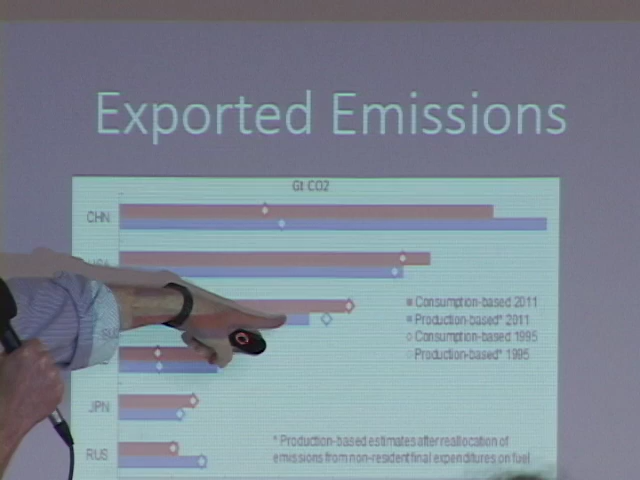 Exported Emissions
Gt CO2
CHN
Consumption-based 2011
Production-based* 2011
Consumption-based 1995
Production-based* 1995
JPN
RUS
* Production-based estimates after reallocation of
emissions from non-resident final expenditures on fuel